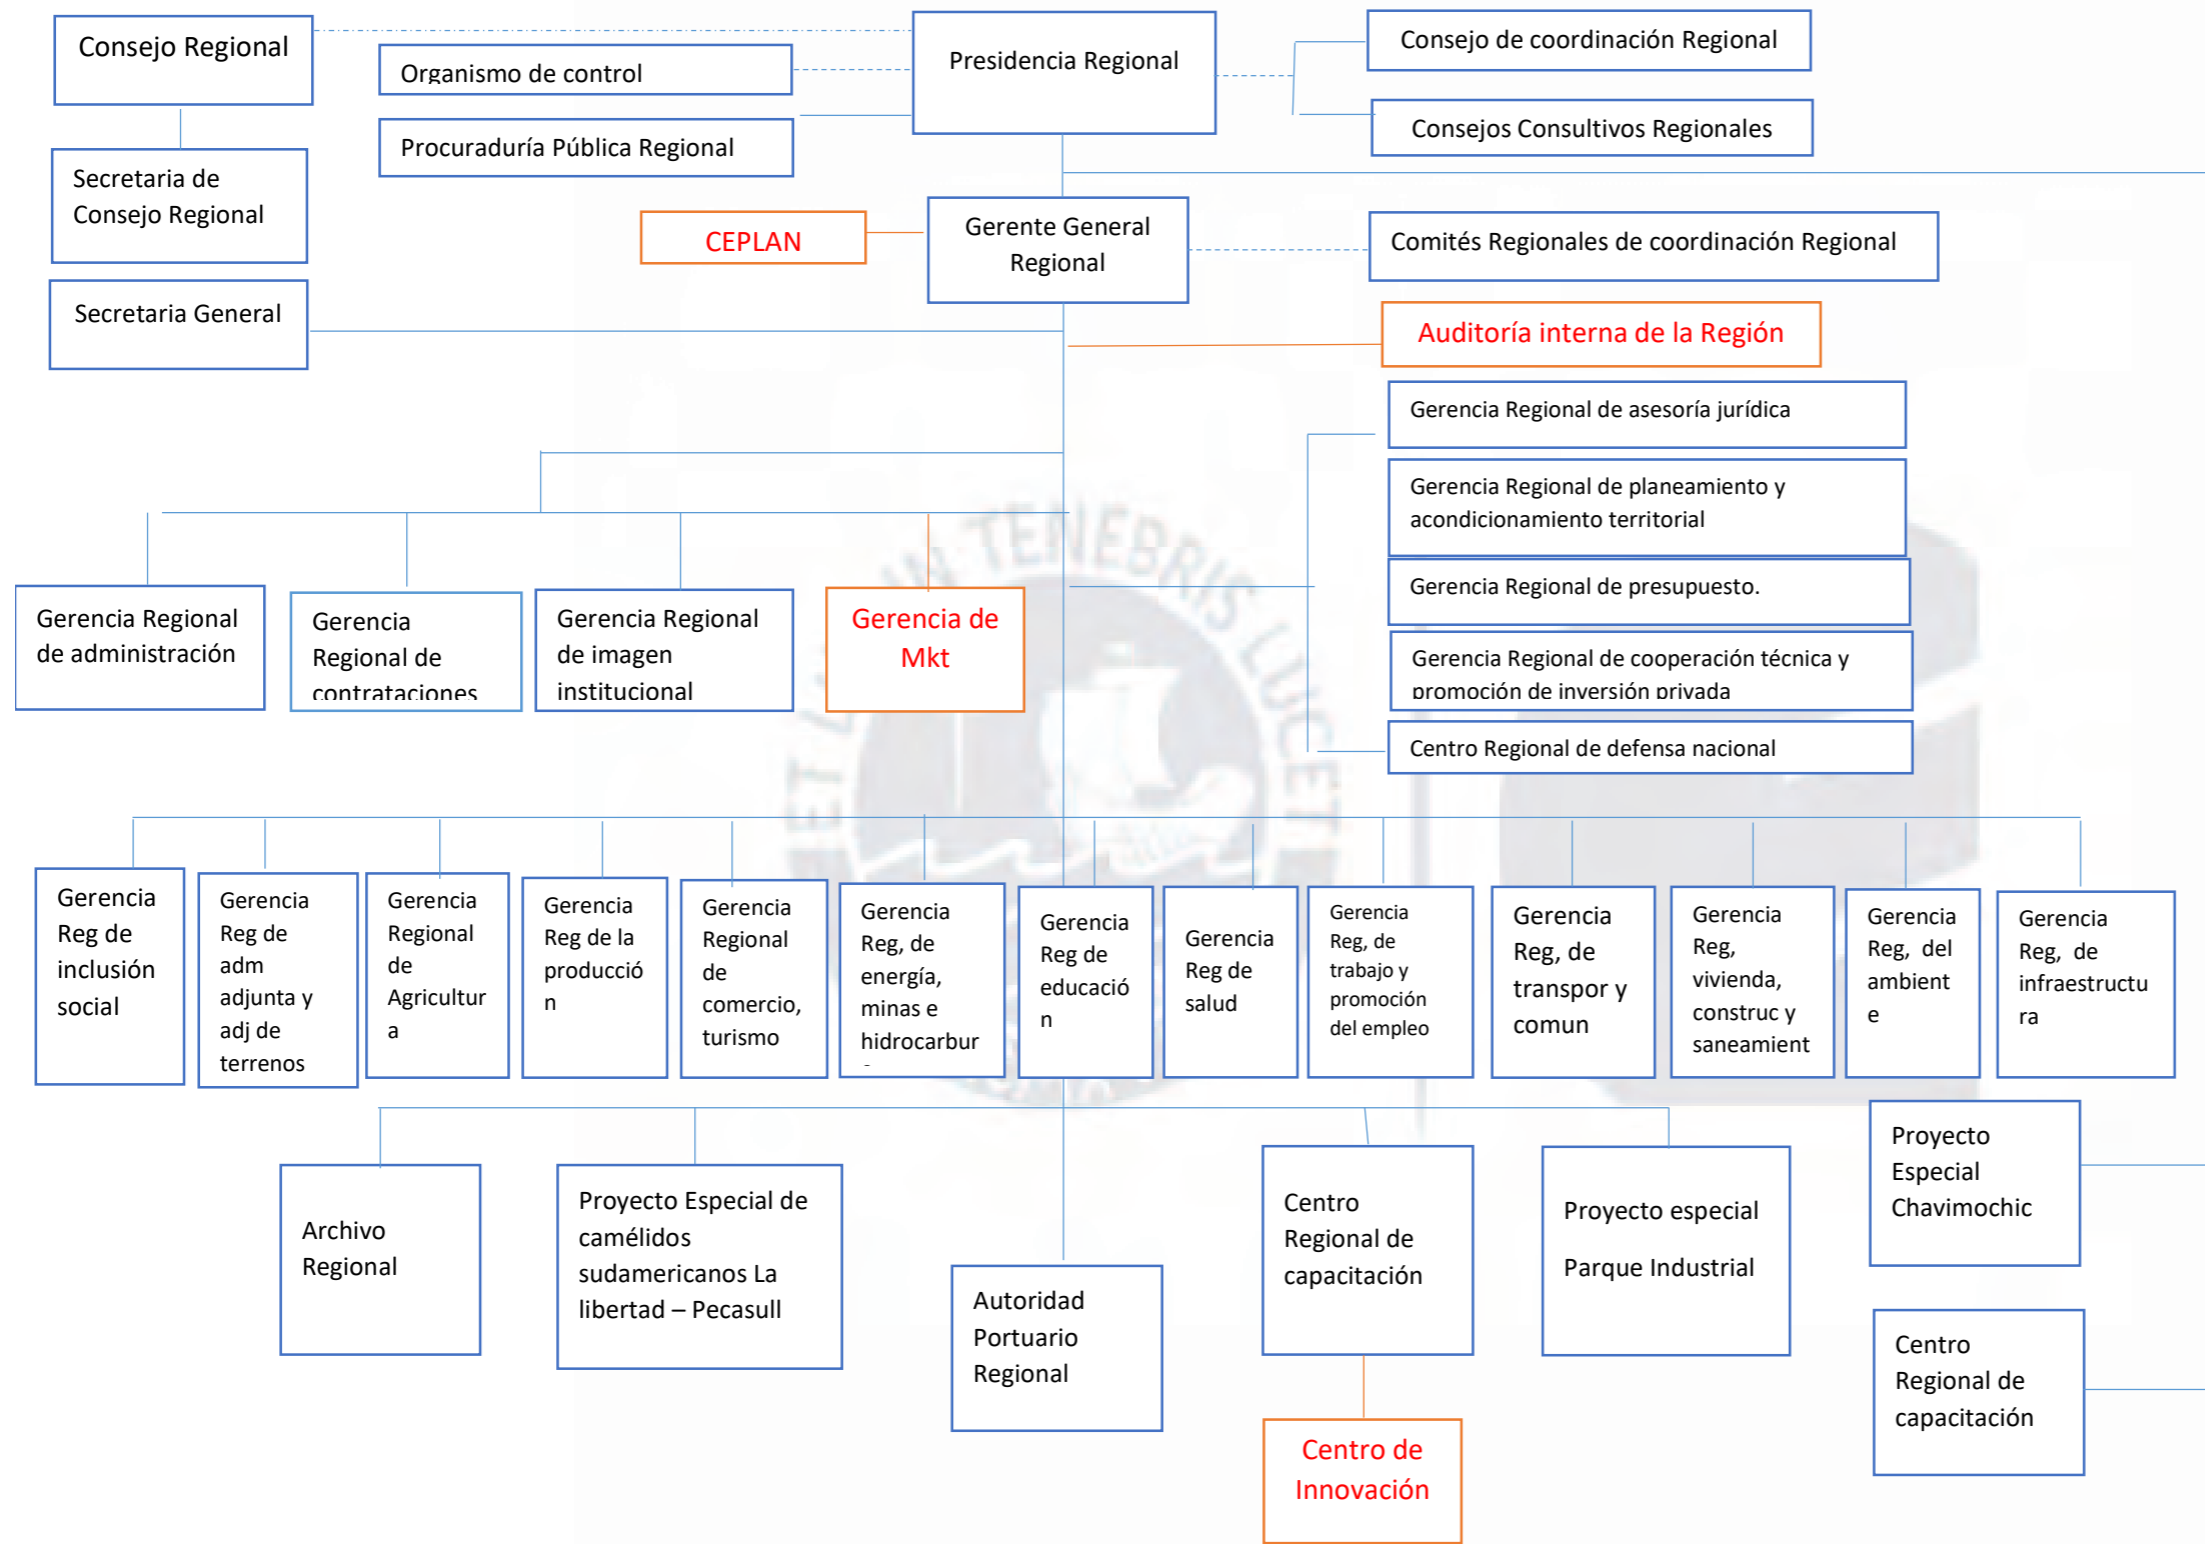 Consejo Regional
Organismo de control
Procuraduría Pública Regional
Presidencia Regional
Consejo de coordinación Regional
Consejos Consultivos Regionales
Secretaria de
Consejo Regional
CEPLAN
Gerente General
Regional
Comités Regionales de coordinación Regional
Secretaria General
Auditoría interna de la Región
Gerencia Regional de asesoría jurídica
Gerencia Regional de planeamiento y
acondicionamiento territorial
Gerencia Regional de presupuesto.
Gerencia Regional de cooperación técnica y
promoción de inversión privada
Centro Regional de defensa nacional
Gerencia Regional
de administración
Gerencia
Regional de
contrataciones
Gerencia Regional
de imagen
institucional
Gerencia de
Mkt
ET LUX IN TENEBRIS LUCET
Gerencia
Reg de
inclusión
social
Gerencia
Reg de
adm
adjunta y
adj de
terrenos
Gerencia
Regional
de
Agricultur
a
Gerencia
Reg de la
producció
n
Gerencia
Regional
de
comercio,
turismo
Gerencia
Reg, de
energía,
minas e
hidrocarbur
Gerencia
Reg de
educació
n
Gerencia
Reg de
salud
Gerencia
Reg, de
trabajo y
promoción
del empleo
Gerencia
Reg, de
transpor y
comun
Gerencia
Reg,
vivienda,
construc y
saneamient
Gerencia
Reg, del
ambient
e
Gerencia
Reg, de
infraestructu
ra
Archivo
Regional
Proyecto Especial de
camélidos
sudamericanos La
libertad – Pecasull
Autoridad
Portuario
Regional
Centro
Regional de
capacitación
Proyecto especial
Parque Industrial
Proyecto
Especial
Chavimochic
Centro
Regional de
capacitación
Centro de
Innovación